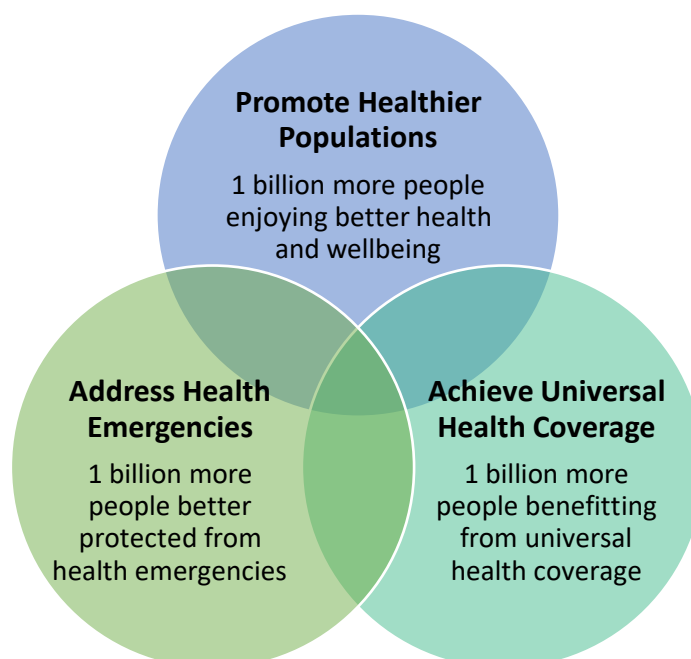 Promote Healthier
Populations
1 billion more people
enjoying better health
and wellbeing
Address Health
Emergencies
1 billion more
people better
protected from
health emergencies
Achieve Universal
Health Coverage
1 billion more
people benefitting
from universal
health coverage